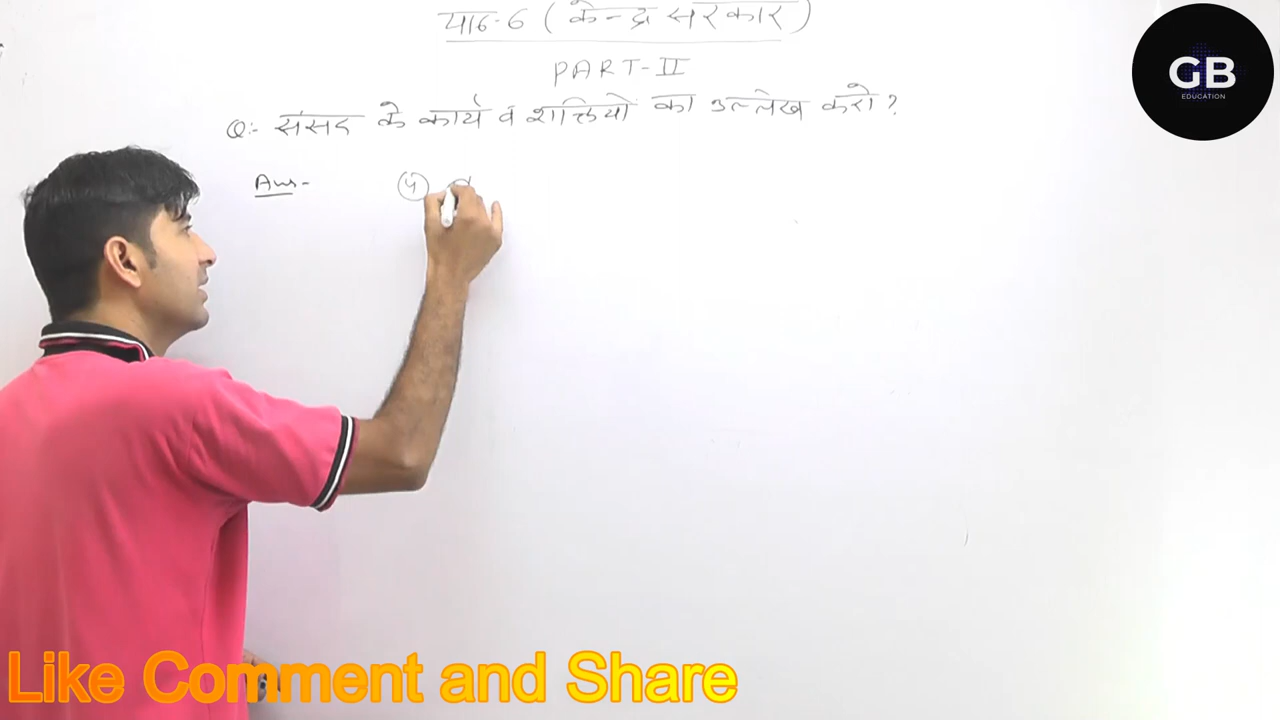 पाठ-6 (केन्द्र सरकार)
PART-II
Q:- संसद के कार्य व शक्तियों का उल्लेख करो ?
Ans-
GB
EDUCATION
Like Comment and Share